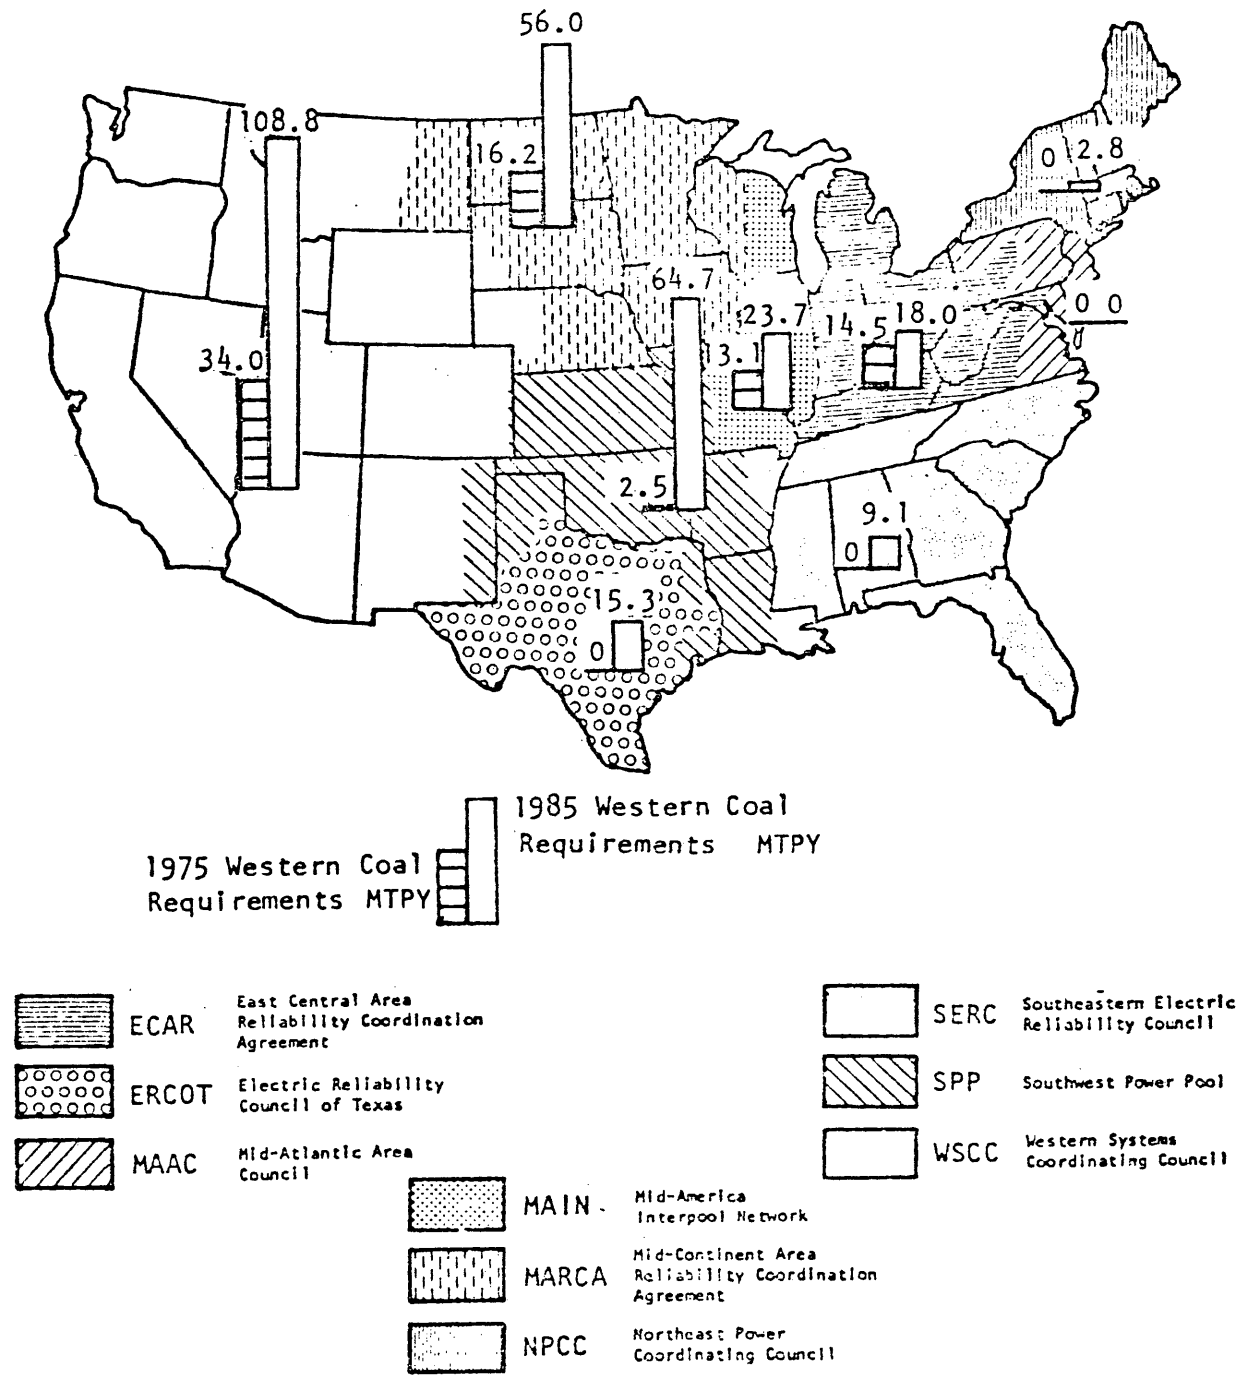 56.0
108.8
16.2
0 2.8
64.7
23.7
14.5 18.0
0 0
34.0
13.1
2.5
9.1
0
15.3
0
1985 Western Coal
Requirements MTPY
1975 Western Coal
Requirements MTPY
ECAR
East Central Area
Reliability Coordination
Agreement
ERCOT
Electric Reliability
Council of Texas
MAAC
Mid-Atlantic Area
Council
MAIN
Mid-America
Interpool Network
MARCA
Mid-Continent Area
Reliability Coordination
Agreement
NPCC
Northeast Power
Coordinating Council
SERC
Southeastern Electric
Reliability Council
SPP
Southwest Power Pool
WSCC
Western Systems
Coordinating Council